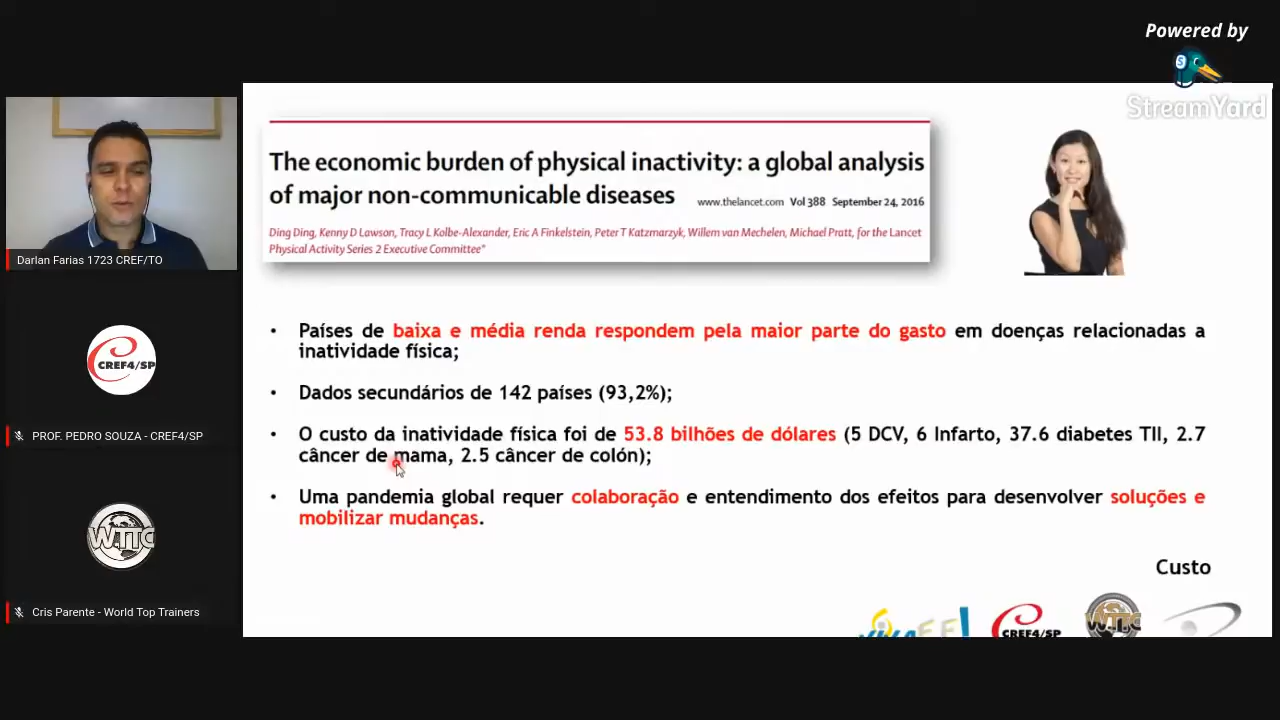 Powered by
StreamYard
The economic burden of physical inactivity: a global analysis
of major non-communicable diseases www.thelancet.com Vol 388 September 24, 2016
Ding Ding, Kenny D Lawson, Tracy L Kolbe-Alexander, Eric A Finkelstein, Peter T Katzmarzyk, Willem van Mechelen, Michael Pratt, for the Lancet
Physical Activity Series 2 Executive Committee*
Darlan Farias 1723 CREF/TO
• Países de baixa e média renda respondem pela maior parte do gasto em doenças relacionadas a
inatividade física;
• Dados secundários de 142 países (93,2%);
• O custo da inatividade física foi de 53.8 bilhões de dólares (5 DCV, 6 Infarto, 37.6 diabetes TII, 2.7
câncer de mama, 2.5 câncer de colón);
• Uma pandemia global requer colaboração e entendimento dos efeitos para desenvolver soluções e
mobilizar mudanças.
Custo
CREF4/SP
PROF. PEDRO SOUZA - CREF4/SP
WTTC
Cris Parente - World Top Trainers
CREF4/SP
WTTC